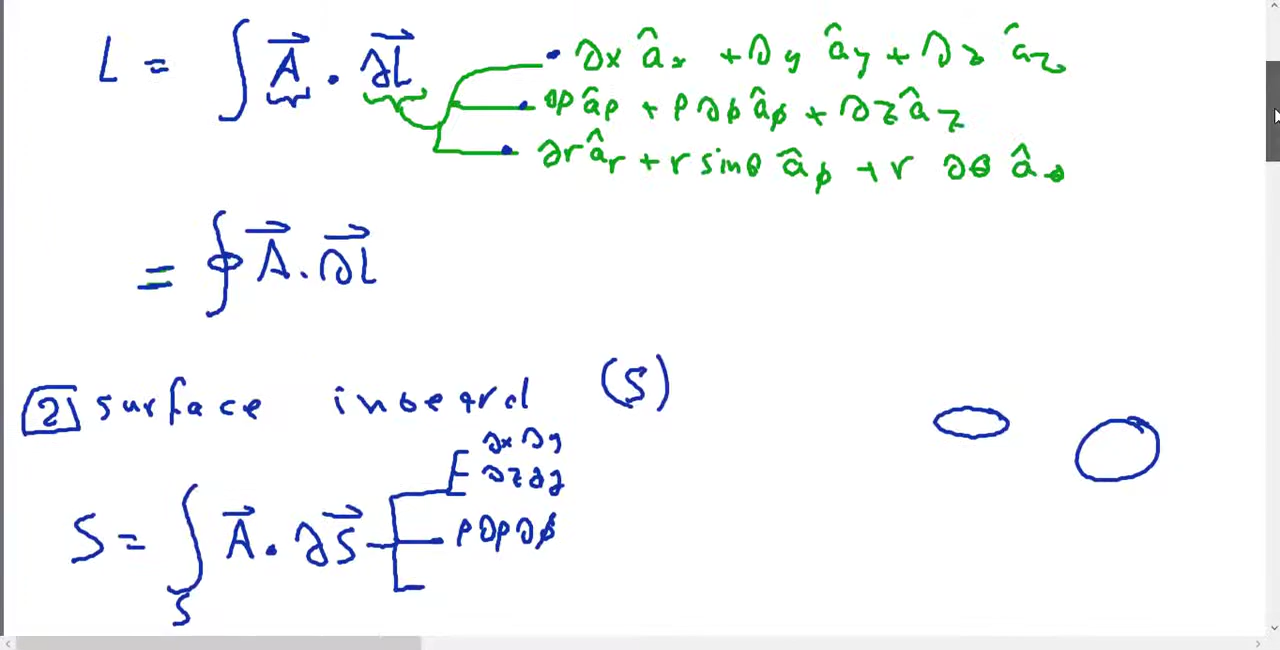 L = ∫ A⃗ . ∂L⃗
∂x âx + ∂y ây + ∂z âz
∂ρ âρ + ρ∂ϕ âϕ + ∂z âz
∂r âr + r sinθ âϕ + r ∂θ âθ
= ∮ A⃗ . ∂L⃗
[2] surface integral (S)
∂x ∂y
∂z ∂y
S = ∫S A⃗ . ∂S⃗
ρ ∂ρ ∂ϕ